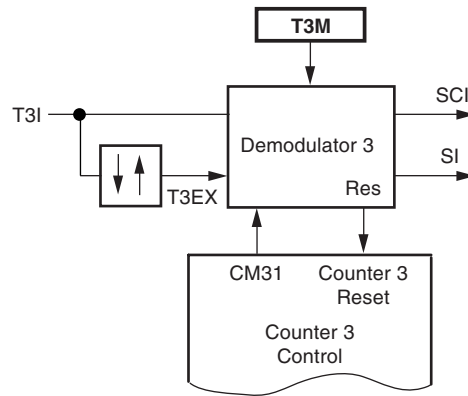 T3M
SCI
T3I
Demodulator 3
SI
T3EX
Res
CM31
Counter 3
Reset
Counter 3
Control